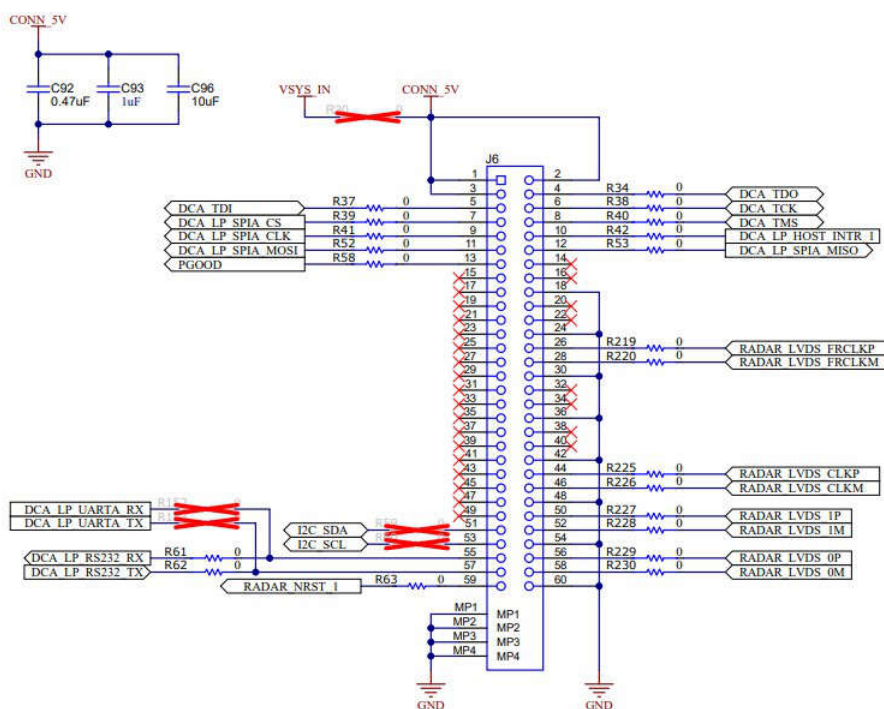 CONN_5V
C92
0.47uF
C93
1uF
C96
10uF
GND
VSYS_IN
CONN_5V
R30 0
J6
1 2
3 4
DCA_TDI R37 0 5 6 R34 0 DCA_TDO
DCA_LP_SPIA_CS R39 0 7 8 R38 0 DCA_TCK
DCA_LP_SPIA_CLK R41 0 9 10 R40 0 DCA_TMS
DCA_LP_SPIA_MOSI R52 0 11 12 R42 0 DCA_LP_HOST_INTR_1
PGOOD R58 0 13 14 R53 0 DCA_LP_SPIA_MISO
15 16
17 18
19 20
21 22
23 24
25 26 R219 0 RADAR_LVDS_FRCLKP
27 28 R220 0 RADAR_LVDS_FRCLKM
29 30
31 32
33 34
35 36
37 38
39 40
41 42
43 44 R225 0 RADAR_LVDS_CLKP
45 46 R226 0 RADAR_LVDS_CLKM
47 48
49 50 R227 0 RADAR_LVDS_1P
51 52 R228 0 RADAR_LVDS_1M
53 54
55 56 R229 0 RADAR_LVDS_0P
57 58 R230 0 RADAR_LVDS_0M
59 60
DCA_LP_UARTA_RX
DCA_LP_UARTA_TX
I2C_SDA
I2C_SCL
DCA_LP_RS232_RX R61 0
DCA_LP_RS232_TX R62 0
RADAR_NRST_1 R63 0
MP1 MP1
MP2 MP2
MP3 MP3
MP4 MP4
GND
GND